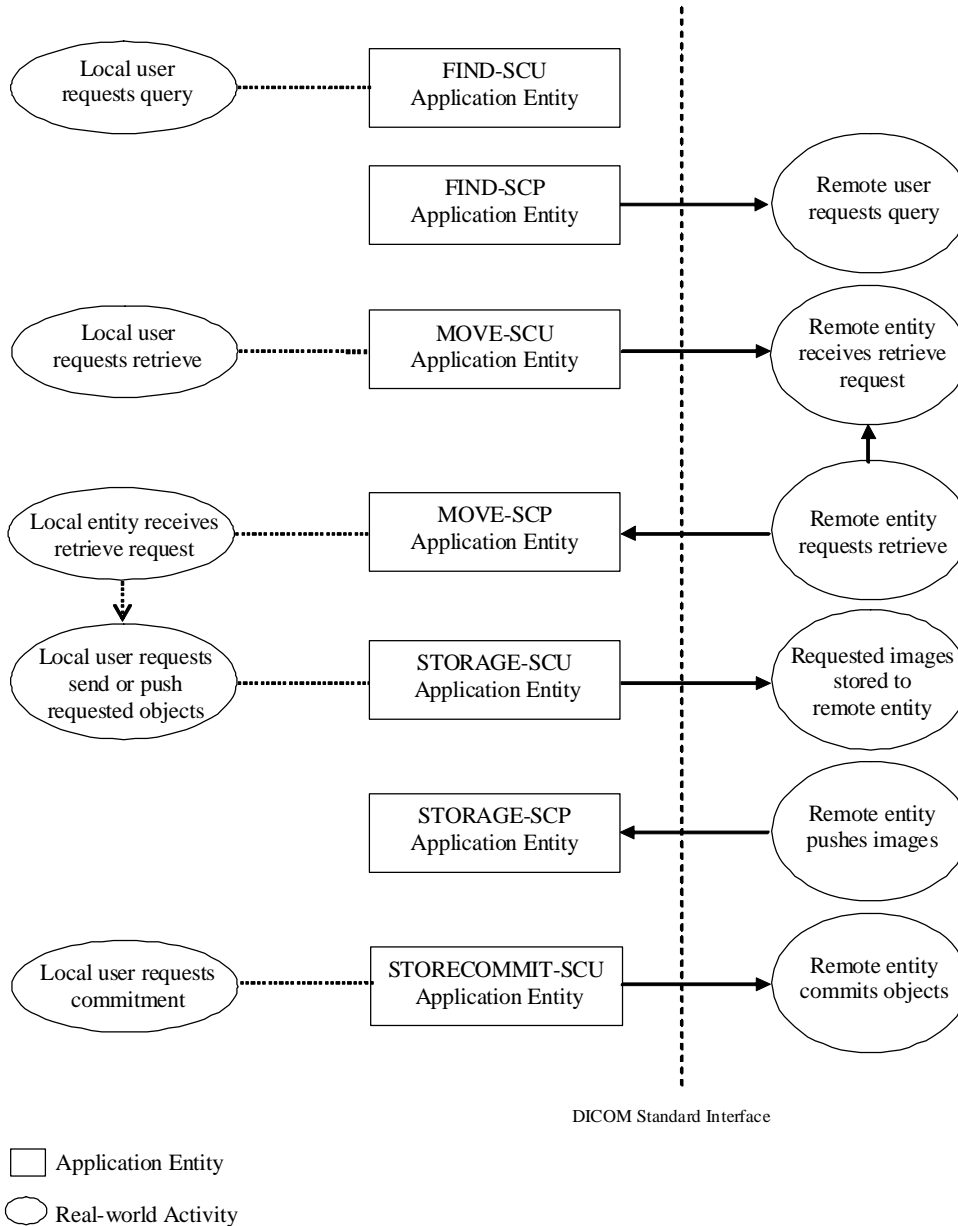 Local user
requests query
FIND-SCU
Application Entity
FIND-SCP
Application Entity
Remote user
requests query
Local user
requests retrieve
MOVE-SCU
Application Entity
Remote entity
receives retrieve
request
Local entity receives
retrieve request
MOVE-SCP
Application Entity
Remote entity
requests retrieve
Local user requests
send or push
requested objects
STORAGE-SCU
Application Entity
Requested images
stored to
remote entity
STORAGE-SCP
Application Entity
Remote entity
pushes images
Local user requests
commitment
STORECOMMIT-SCU
Application Entity
Remote entity
commits objects
DICOM Standard Interface
Application Entity
Real-world Activity